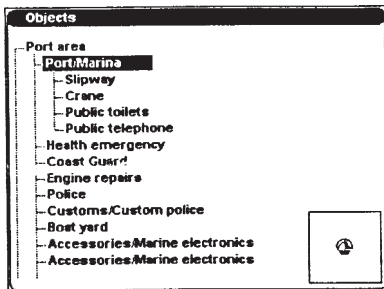 Objects
Port area
Port/Marina
Slipway
Crane
Public toilets
Public telephone
Health emergency
Coast Guard
Engine repairs
Police
Customs/Custom police
Boat yard
Accessories/Marine electronics
Accessories/Marine electronics